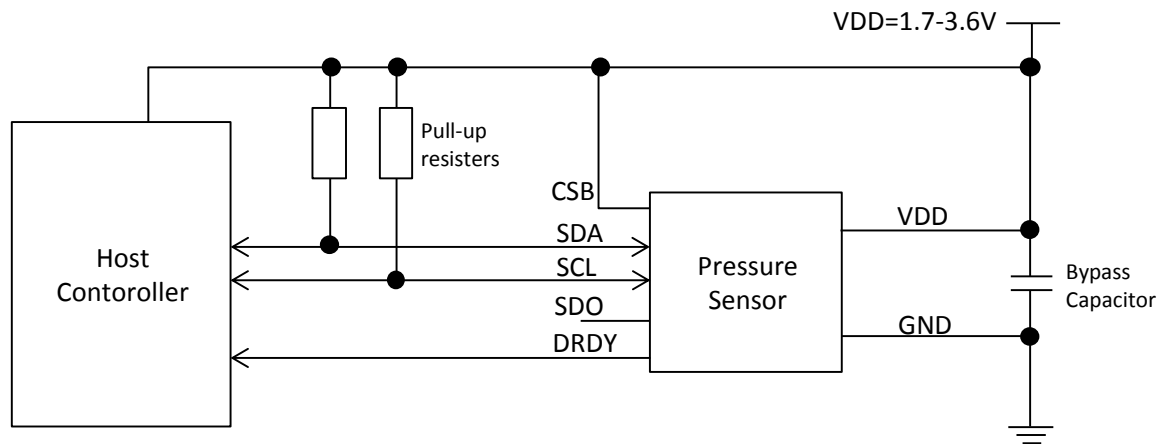 VDD=1.7-3.6V
Pull-up
resisters
CSB
SDA
SCL
SDO
DRDY
Host
Contoroller
Pressure
Sensor
VDD
GND
Bypass
Capacitor